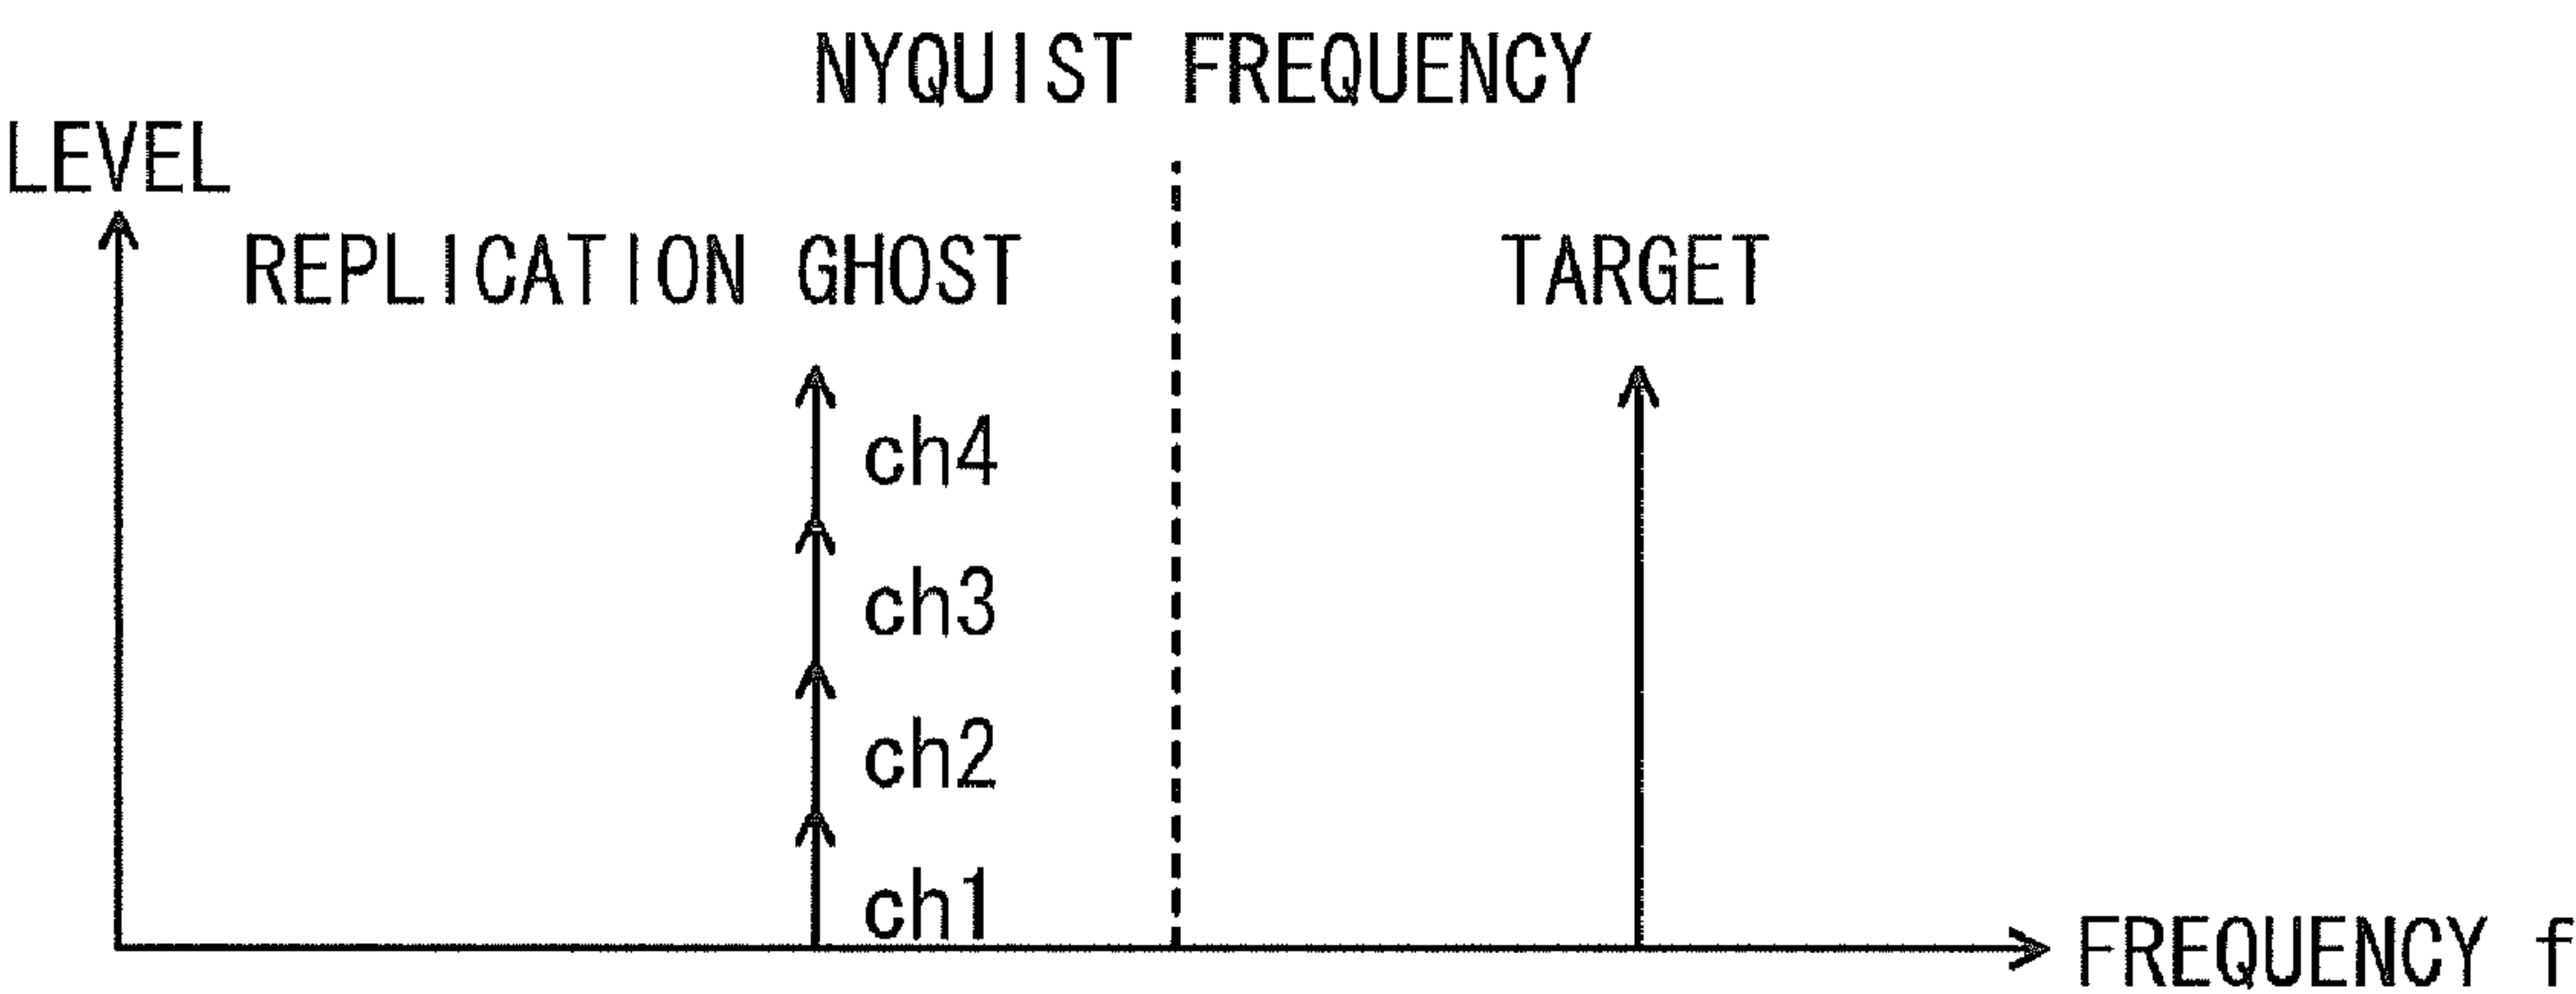 NYQUIST FREQUENCY
LEVEL
REPLICATION GHOST
TARGET
ch4
ch3
ch2
ch1
FREQUENCY f